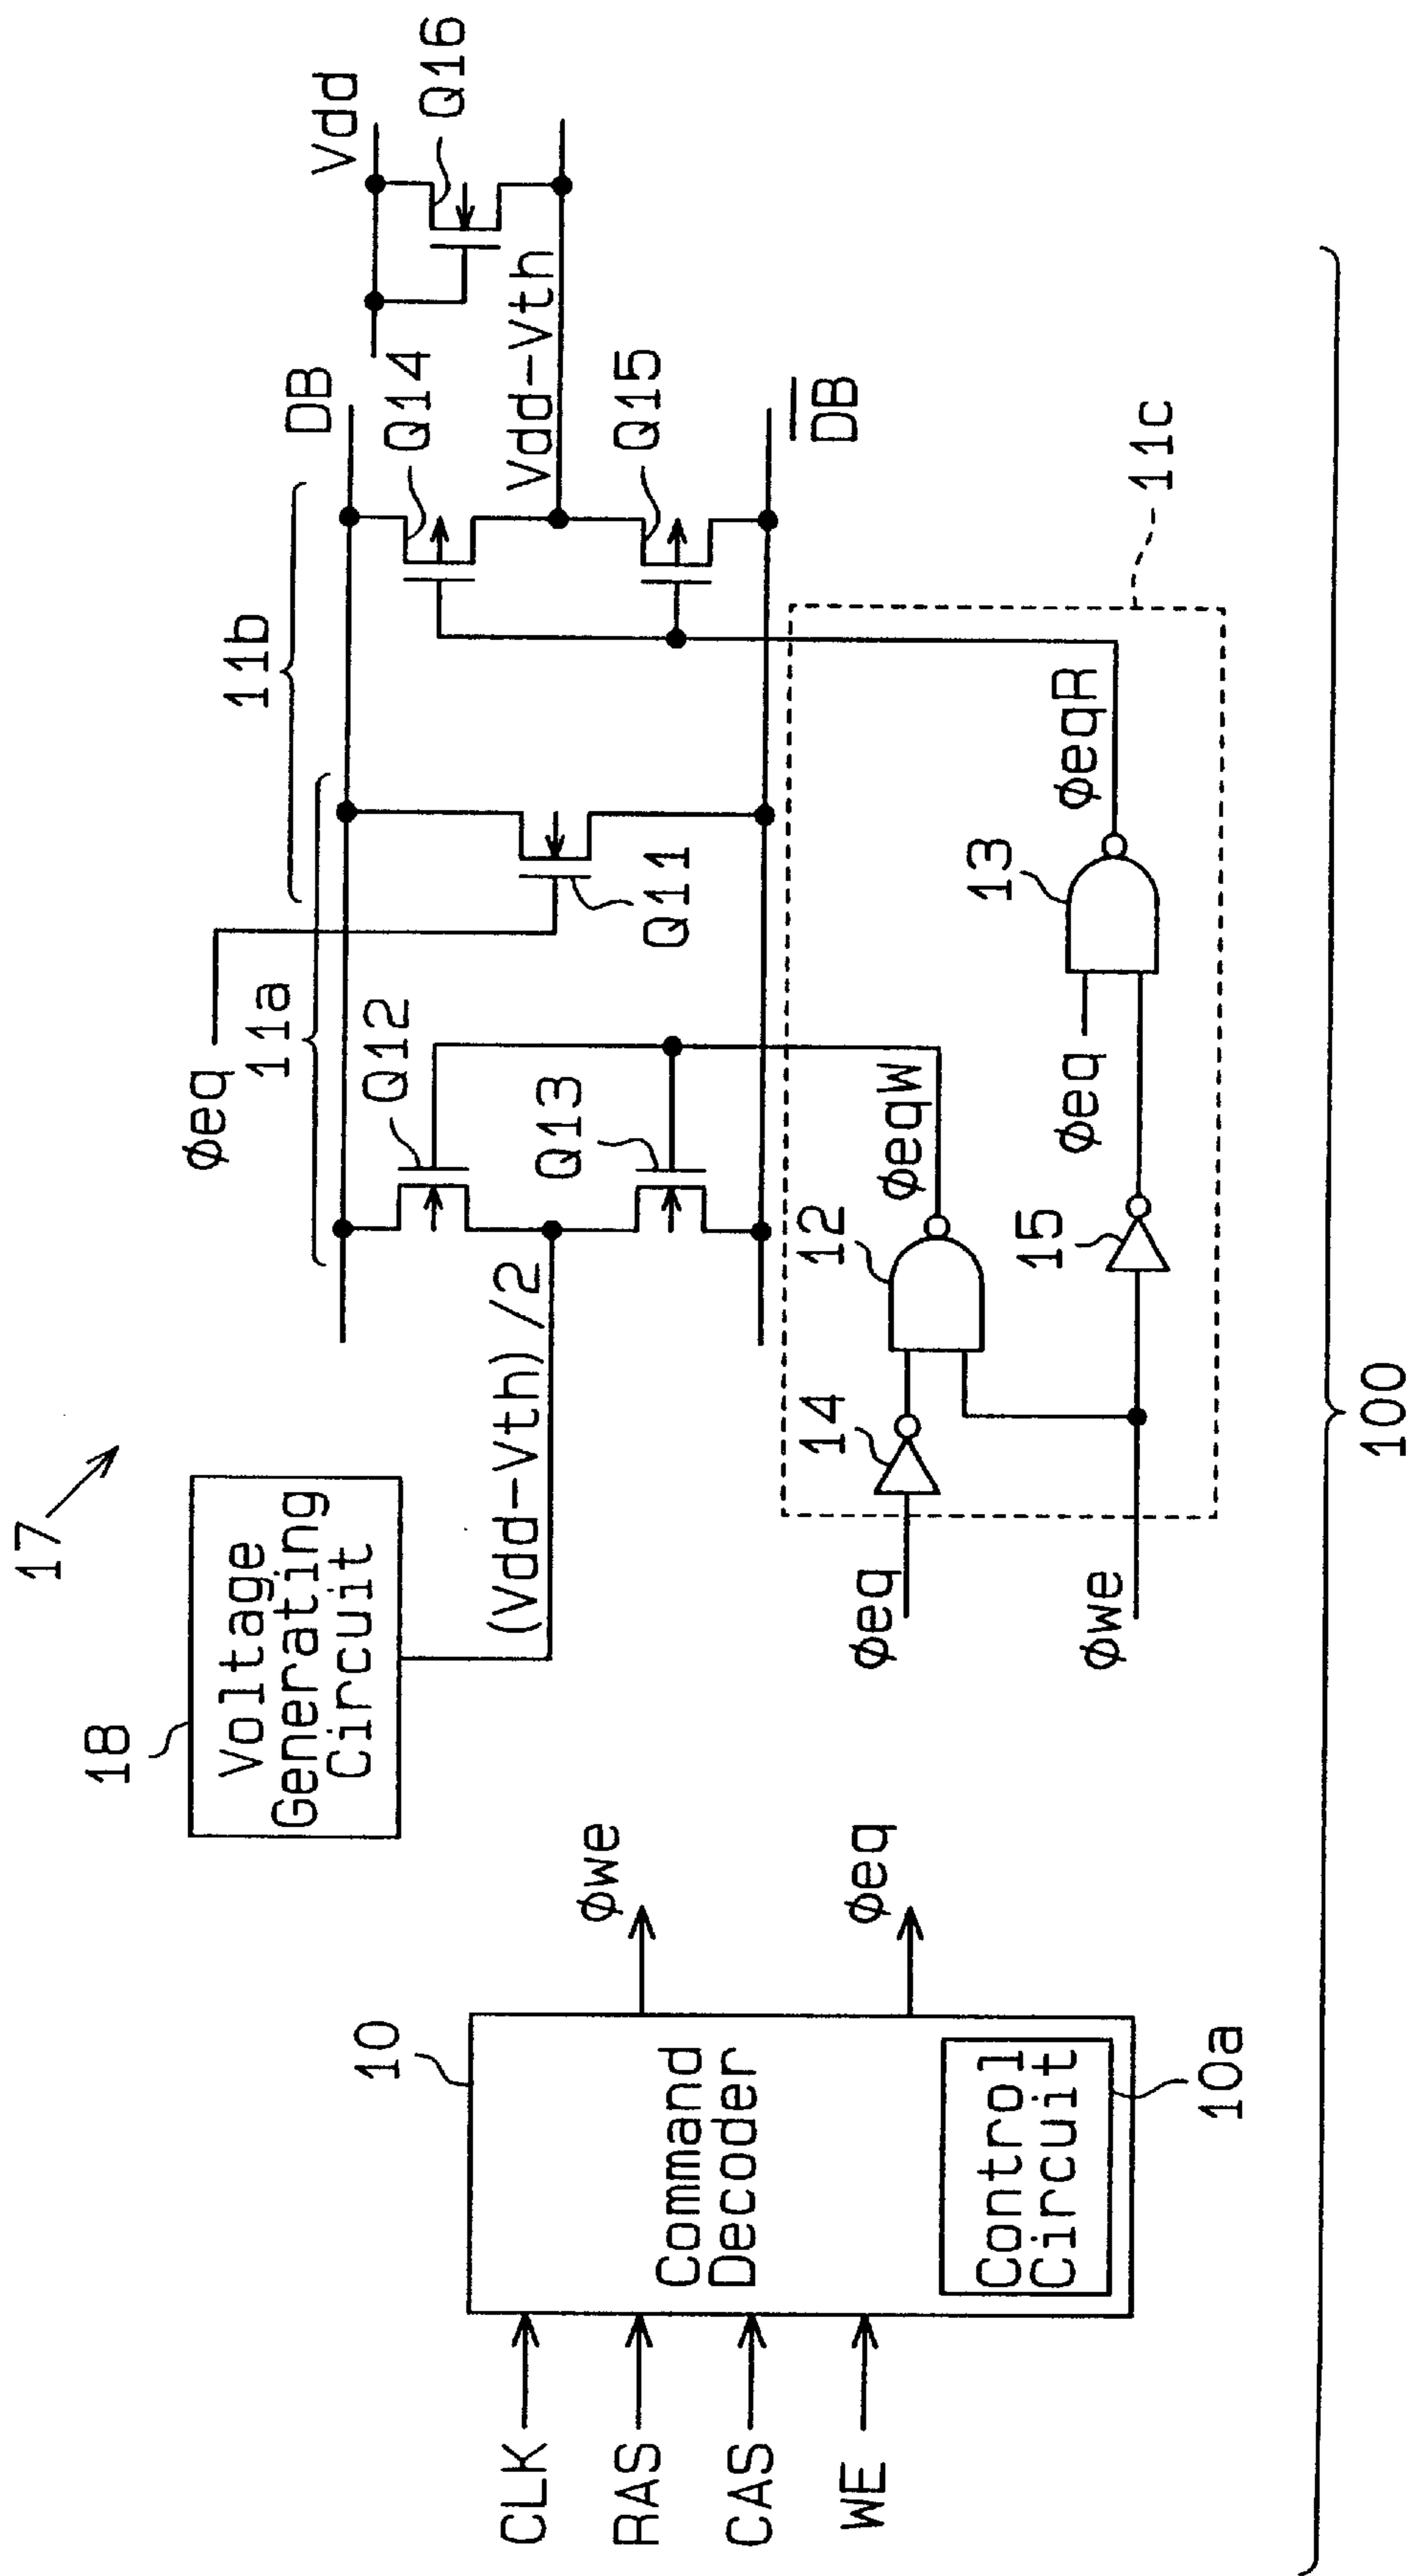 17
18
Voltage
Generating
Circuit
(Vdd-Vth)/2
φeq
11a
11b
Q12
Q13
Q11
DB
Q14
Q15
Vdd-Vth
Vdd
Q16
DB
10
Command
Decoder
Control
Circuit
10a
CLK
RAS
CAS
WE
φwe
φeq
φeq
φwe
14
12
φeqW
15
φeq
13
φeqR
11c
100